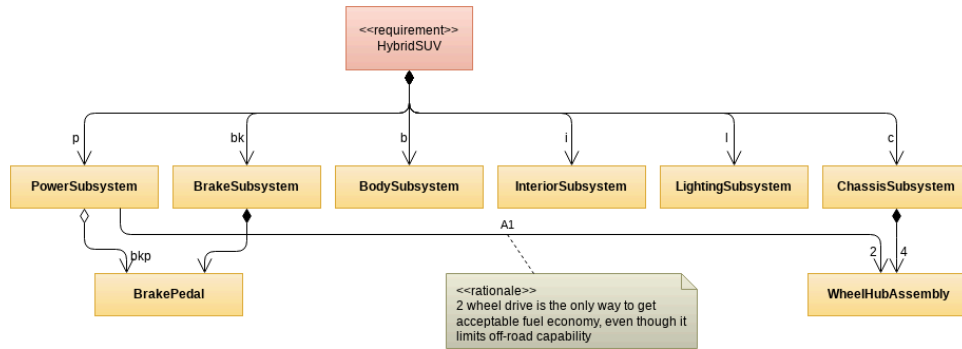 <<requirement>>
HybridSUV
p
bk
b
i
l
c
PowerSubsystem
BrakeSubsystem
BodySubsystem
InteriorSubsystem
LightingSubsystem
ChassisSubsystem
A1
bkp
2
4
BrakePedal
<<rationale>>
2 wheel drive is the only way to get
acceptable fuel economy, even though it
limits off-road capability
WheelHubAssembly